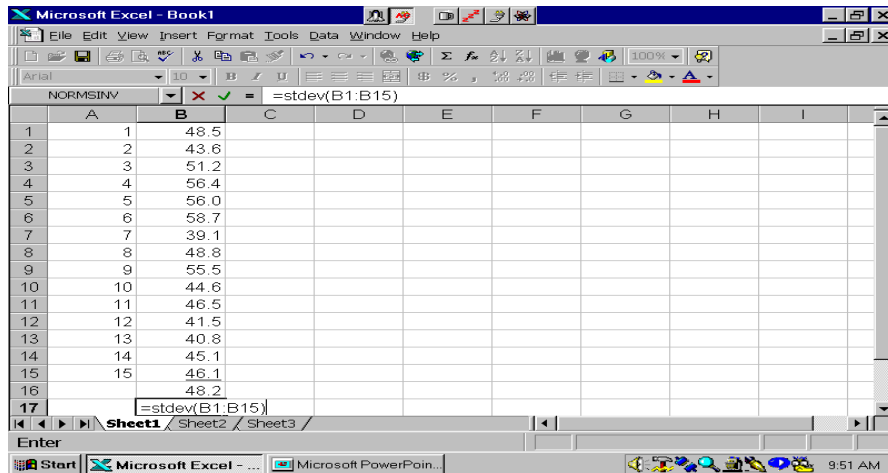 Microsoft Excel - Book1
File Edit View Insert Format Tools Data Window Help
100%
Arial 10 B I U
NORMSINV = =stdev(B1:B15)
A B C D E F G H I
1 1 48.5
2 2 43.6
3 3 51.2
4 4 56.4
5 5 56.0
6 6 58.7
7 7 39.1
8 8 48.8
9 9 55.5
10 10 44.6
11 11 46.5
12 12 41.5
13 13 40.8
14 14 45.1
15 15 46.1
16 48.2
17 =stdev(B1:B15)
Sheet1 Sheet2 Sheet3
Enter
Start Microsoft Excel - ... Microsoft PowerPoin... 9:51 AM